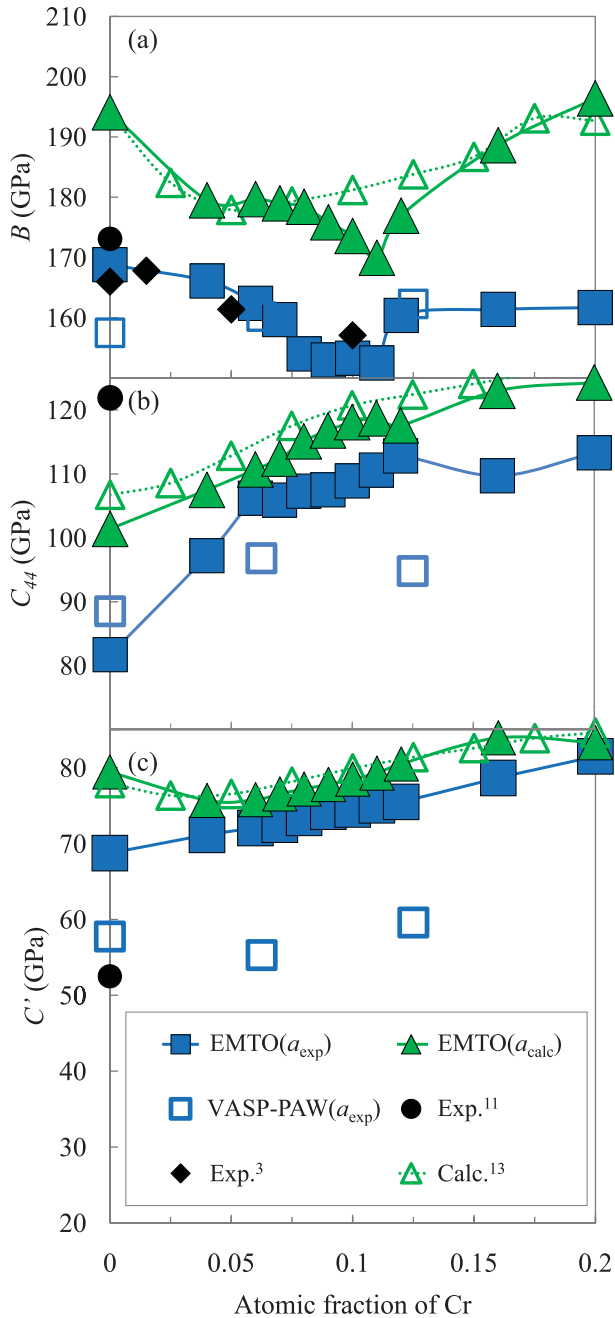 (a)
210
200
190
180
170
160
B (GPa)
(b)
120
110
100
90
80
C44 (GPa)
(c)
80
70
60
50
40
30
20
C’ (GPa)
EMTO(aexp)
EMTO(acalc)
VASP-PAW(aexp)
Exp.11
Exp.3
Calc.13
0 0.05 0.1 0.15 0.2
Atomic fraction of Cr